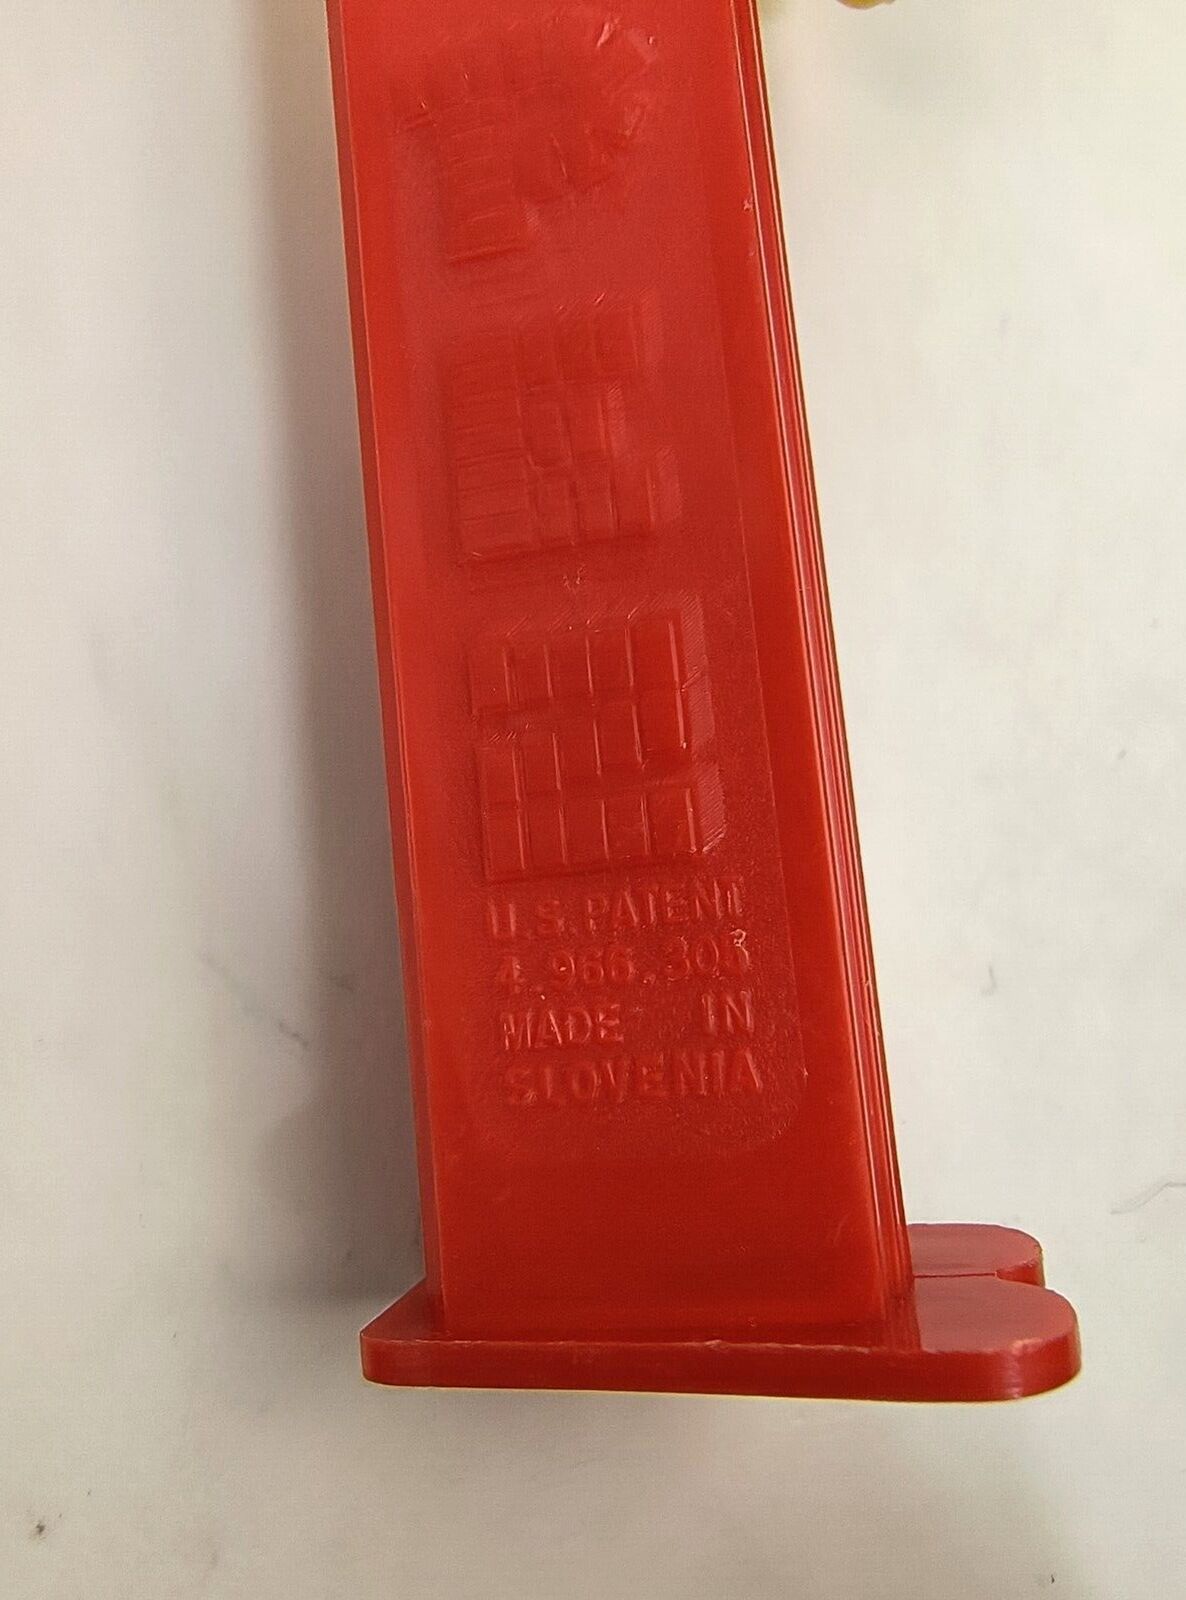 PEZ
U.S. PATENT
4.966.305
MADE IN
SLOVENIA